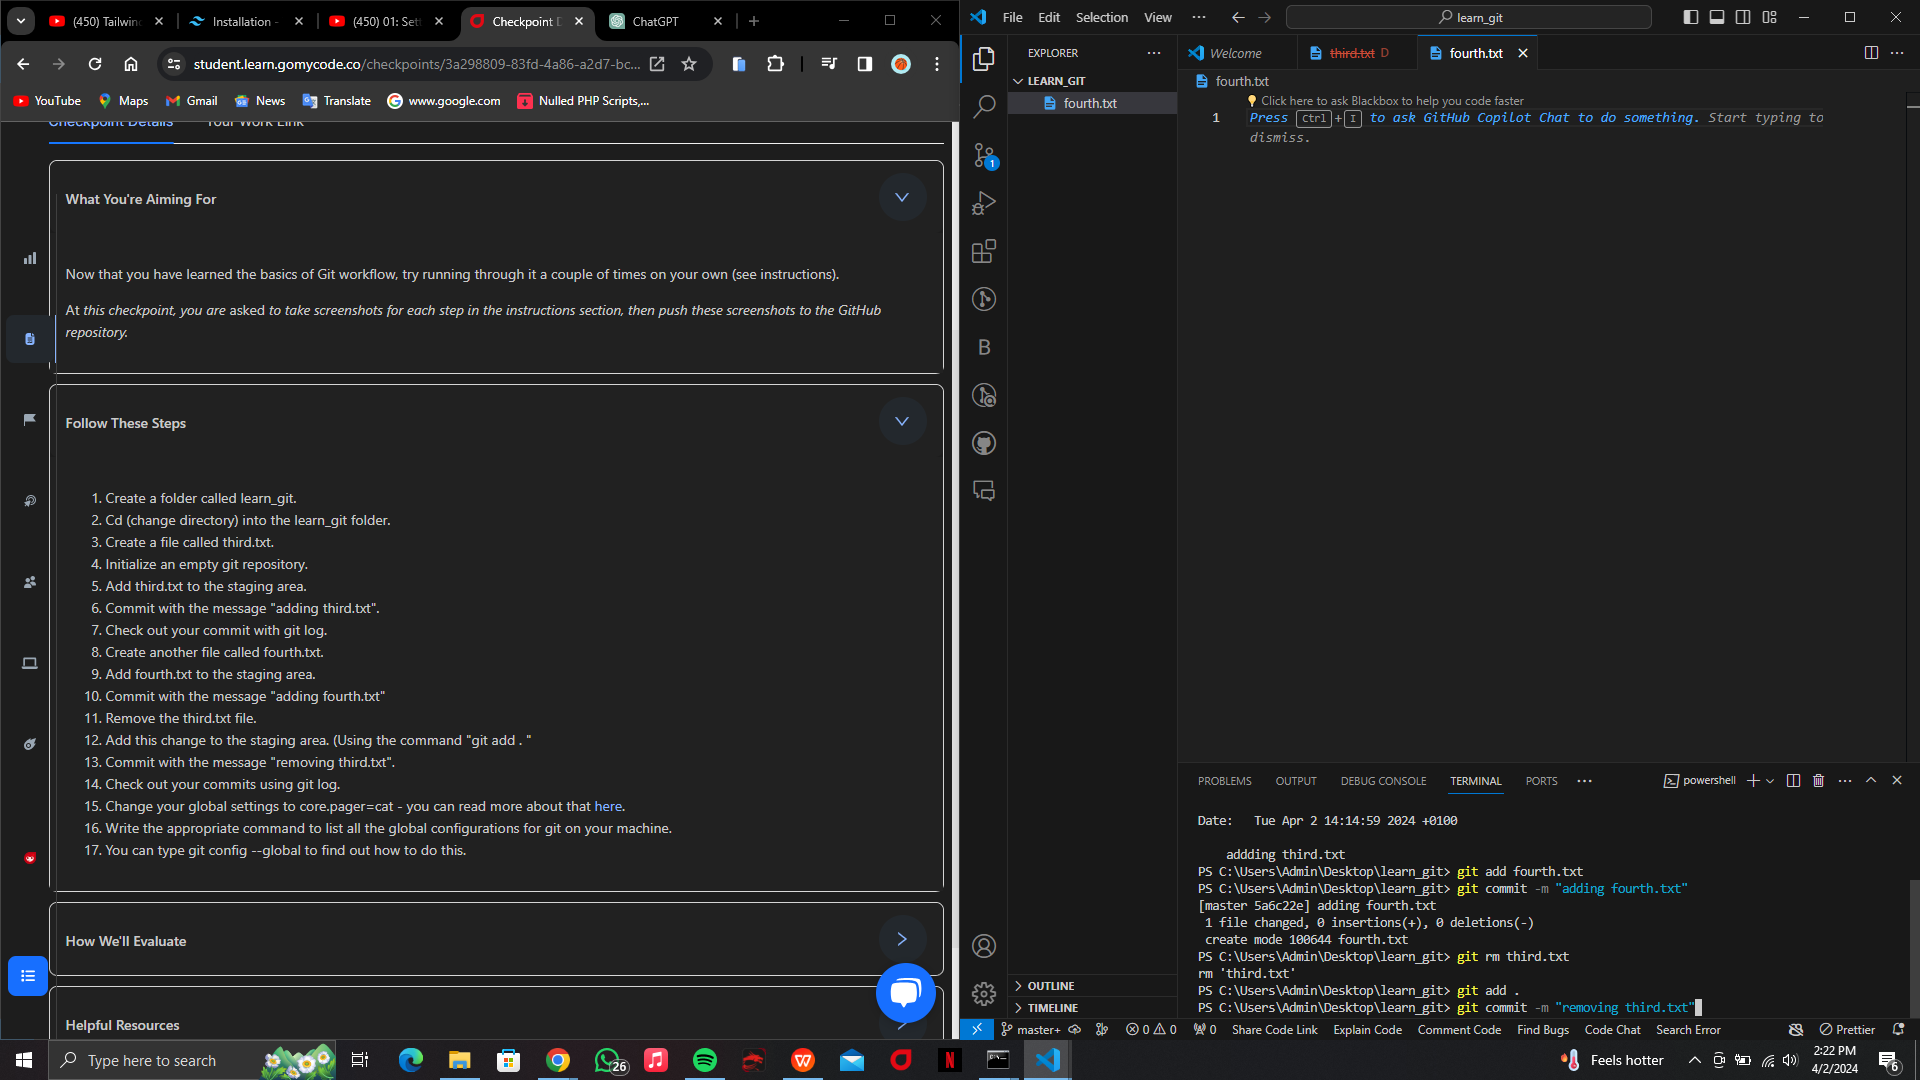 (450) Tailwin
Installation -
(450) 01: Set
Checkpoint D
ChatGPT
student.learn.gomycode.co/checkpoints/3a298809-83fd-4a86-a2d7-bc...
YouTube
Maps
Gmail
News
Translate
www.google.com
Nulled PHP Scripts,...
Checkpoint Details
Your Work Link
What You're Aiming For
Now that you have learned the basics of Git workflow, try running through it a couple of times on your own (see instructions).
At this checkpoint, you are asked to take screenshots for each step in the instructions section, then push these screenshots to the GitHub
repository.
Follow These Steps
1. Create a folder called learn_git.
2. Cd (change directory) into the learn_git folder.
3. Create a file called third.txt.
4. Initialize an empty git repository.
5. Add third.txt to the staging area.
6. Commit with the message "adding third.txt".
7. Check out your commit with git log.
8. Create another file called fourth.txt.
9. Add fourth.txt to the staging area.
10. Commit with the message "adding fourth.txt"
11. Remove the third.txt file.
12. Add this change to the staging area. (Using the command "git add . "
13. Commit with the message "removing third.txt".
14. Check out your commits using git log.
15. Change your global settings to core.pager=cat - you can read more about that here.
16. Write the appropriate command to list all the global configurations for git on your machine.
17. You can type git config --global to find out how to do this.
How We'll Evaluate
Helpful Resources
File Edit Selection View ...
learn_git
EXPLORER
LEARN_GIT
fourth.txt
1
B
OUTLINE
TIMELINE
Welcome
third.txt D
fourth.txt
fourth.txt
Click here to ask Blackbox to help you code faster
1 Press Ctrl + I to ask GitHub Copilot Chat to do something. Start typing to
dismiss.
PROBLEMS OUTPUT DEBUG CONSOLE TERMINAL PORTS ...
powershell
Date:   Tue Apr 2 14:14:59 2024 +0100
addding third.txt
PS C:\Users\Admin\Desktop\learn_git> git add fourth.txt
PS C:\Users\Admin\Desktop\learn_git> git commit -m "adding fourth.txt"
[master 5a6c22e] adding fourth.txt
1 file changed, 0 insertions(+), 0 deletions(-)
create mode 100644 fourth.txt
PS C:\Users\Admin\Desktop\learn_git> git rm third.txt
rm 'third.txt'
PS C:\Users\Admin\Desktop\learn_git> git add .
PS C:\Users\Admin\Desktop\learn_git> git commit -m "removing third.txt"
master+ 0 0 0 Share Code Link Explain Code Comment Code Find Bugs Code Chat Search Error Prettier
Type here to search
26
Feels hotter
2:22 PM
4/2/2024
6